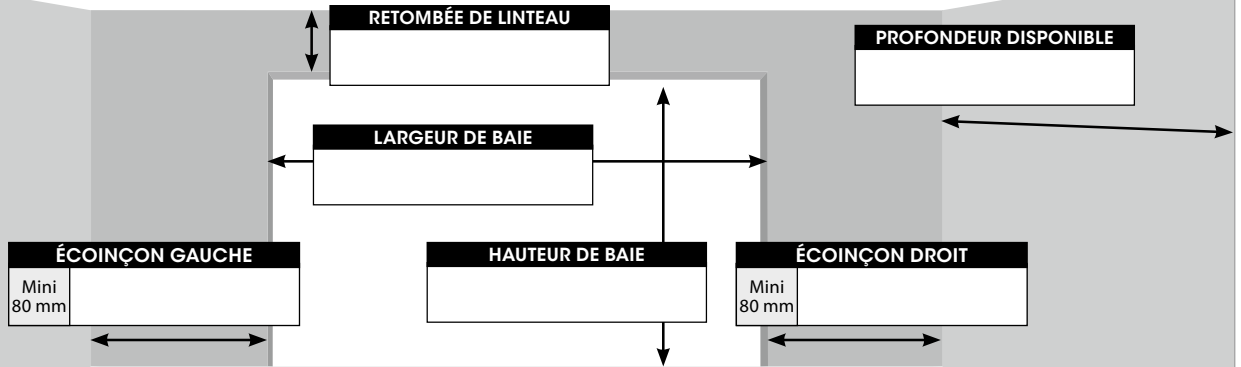 RETOMBÉE DE LINTEAU
PROFONDEUR DISPONIBLE
LARGEUR DE BAIE
ÉCOINÇON GAUCHE
Mini
80 mm
HAUTEUR DE BAIE
ÉCOINÇON DROIT
Mini
80 mm